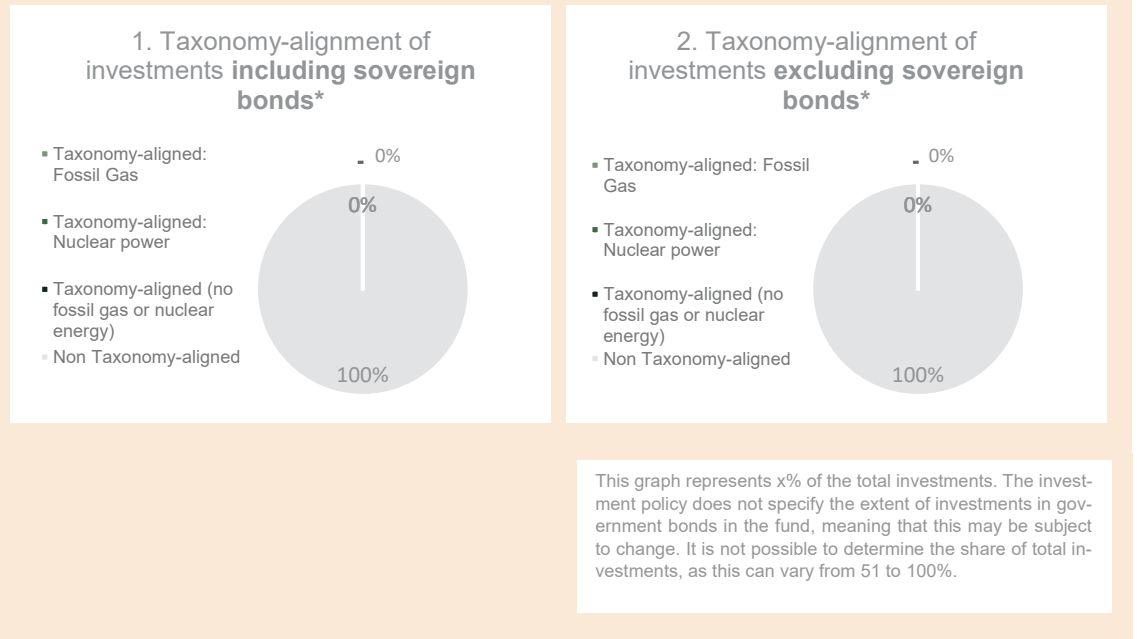 1. Taxonomy-alignment of
investments including sovereign
bonds*
Taxonomy-aligned:
Fossil Gas
Taxonomy-aligned:
Nuclear power
Taxonomy-aligned (no
fossil gas or nuclear
energy)
Non Taxonomy-aligned
- 0%
0%
100%
2. Taxonomy-alignment of
investments excluding sovereign
bonds*
Taxonomy-aligned: Fossil
Gas
Taxonomy-aligned:
Nuclear power
Taxonomy-aligned (no
fossil gas or nuclear
energy)
Non Taxonomy-aligned
- 0%
0%
100%
This graph represents x% of the total investments. The invest-
ment policy does not specify the extent of investments in gov-
ernment bonds in the fund, meaning that this may be subject
to change. It is not possible to determine the share of total in-
vestments, as this can vary from 51 to 100%.